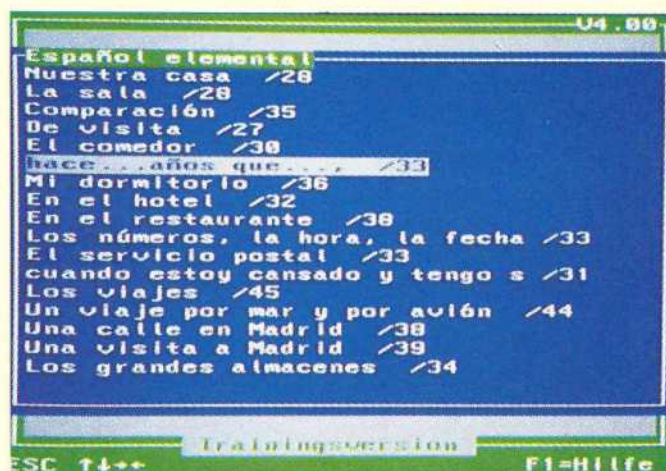 V4.00
Español elemental
Nuestra casa /28
La sala /28
Comparación /35
De visita /27
El comedor /30
hace...años que..., /33
Mi dormitorio /36
En el hotel /32
En el restaurante /38
Los números, la hora, la fecha /33
El servicio postal /33
cuando estoy cansado y tengo s /31
Los viajes /45
Un viaje por mar y por avión /44
Una calle en Madrid /38
Una visita a Madrid /39
Los grandes almacenes /34
Trainingsversion
ESC ↑↓→← F1=Hilfe